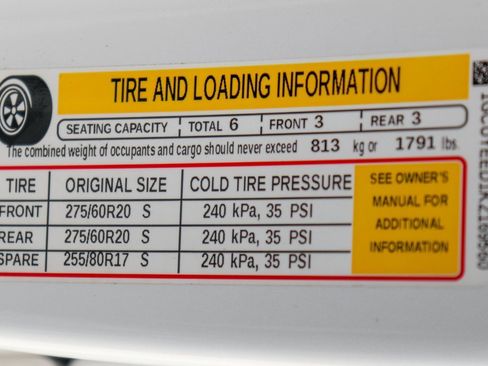 TIRE AND LOADING INFORMATION
SEATING CAPACITY TOTAL 6 FRONT 3 REAR 3
The combined weight of occupants and cargo should never exceed 813 kg or 1791 lbs.
TIRE ORIGINAL SIZE COLD TIRE PRESSURE
FRONT 275/60R20 S 240 kPa, 35 PSI
REAR 275/60R20 S 240 kPa, 35 PSI
SPARE 255/80R17 S 240 kPa, 35 PSI
SEE OWNER'S
MANUAL FOR
ADDITIONAL
INFORMATION